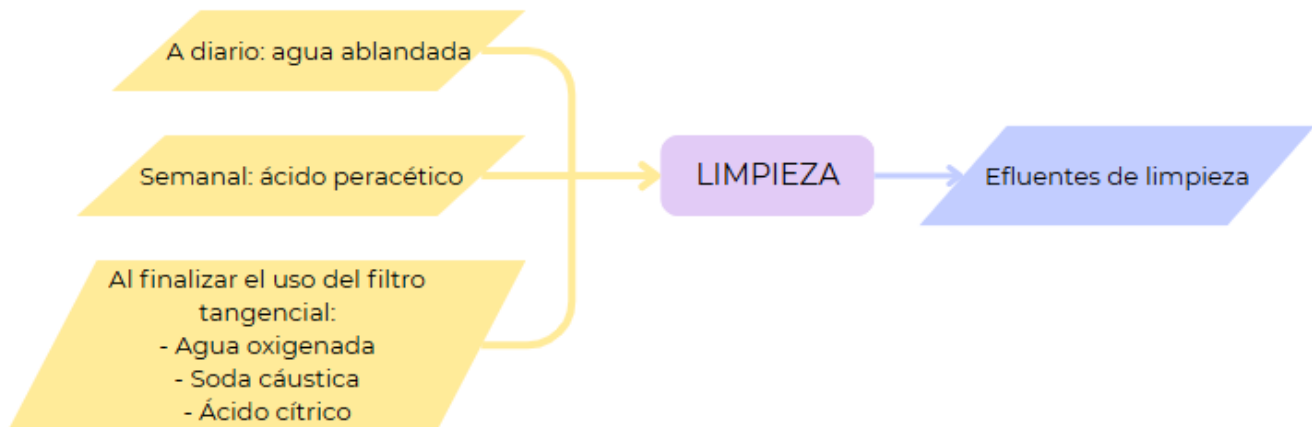 A diario: agua ablandada
Semanal: ácido peracético
Al finalizar el uso del filtro
tangencial:
- Agua oxigenada
- Soda cáustica
- Ácido cítrico
LIMPIEZA
Efluentes de limpieza